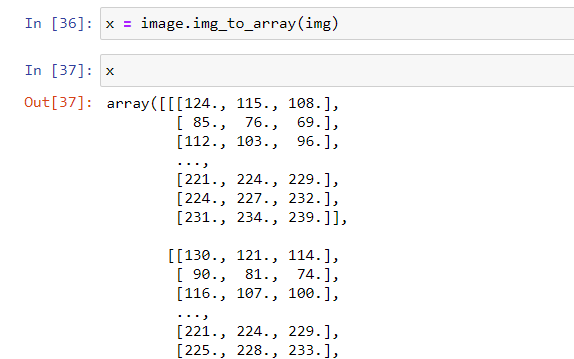 In [36]: x = image.img_to_array(img)
In [37]: x
Out[37]: array([[[124., 115., 108.],
[ 85., 76., 69.],
[112., 103., 96.],
...,
[221., 224., 229.],
[224., 227., 232.],
[231., 234., 239.]],
[[130., 121., 114.],
[ 90., 81., 74.],
[116., 107., 100.],
...,
[221., 224., 229.],
[225., 228., 233.],